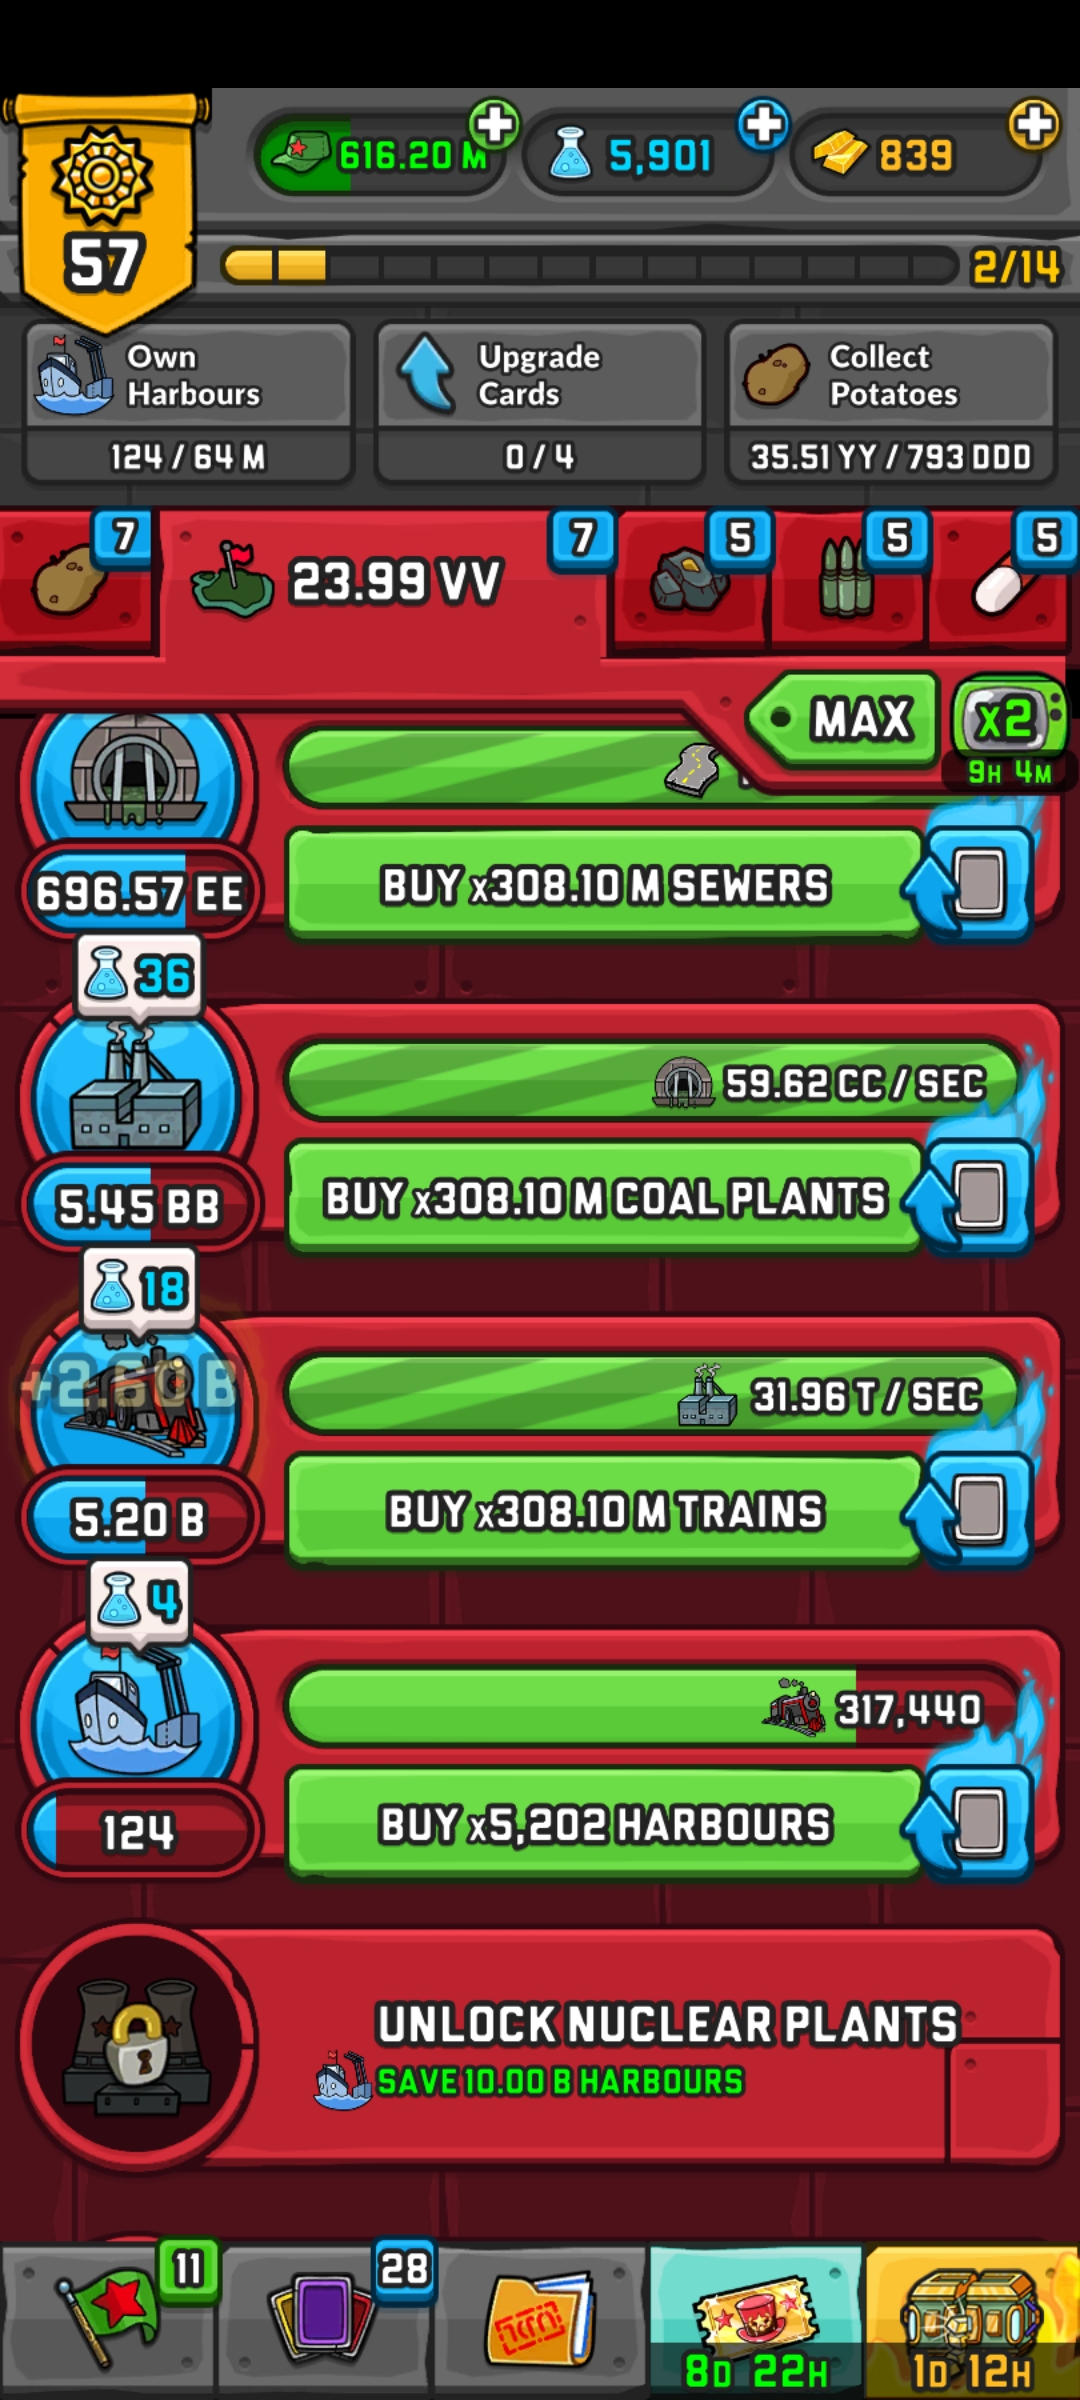 616.20 M
5,901
839
57
2/14
Own
Harbours
124 / 64 M
Upgrade
Cards
0 / 4
Collect
Potatoes
35.51 YY / 793 DDD
7
23.99 VV
7
5
5
5
MAX
x2
9H 4M
696.57 EE
BUY x308.10 M SEWERS
36
59.62 CC / SEC
5.45 BB
BUY x308.10 M COAL PLANTS
18
+2.60 B
31.96 T / SEC
5.20 B
BUY x308.10 M TRAINS
4
317,440
124
BUY x5,202 HARBOURS
UNLOCK NUCLEAR PLANTS
SAVE 10.00 B HARBOURS
11
28
8D 22H
1D 12H